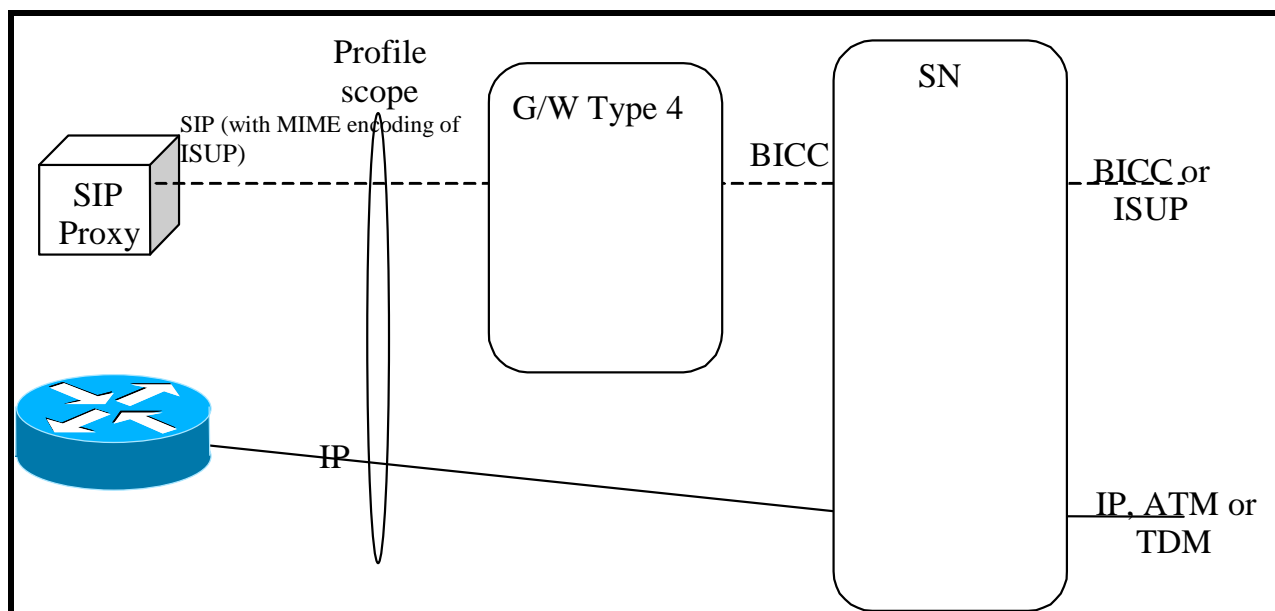 Profile
scope
SIP (with MIME encoding of
ISUP)
G/W Type 4
SN
BICC
BICC or
ISUP
SIP
Proxy
IP
IP, ATM or
TDM